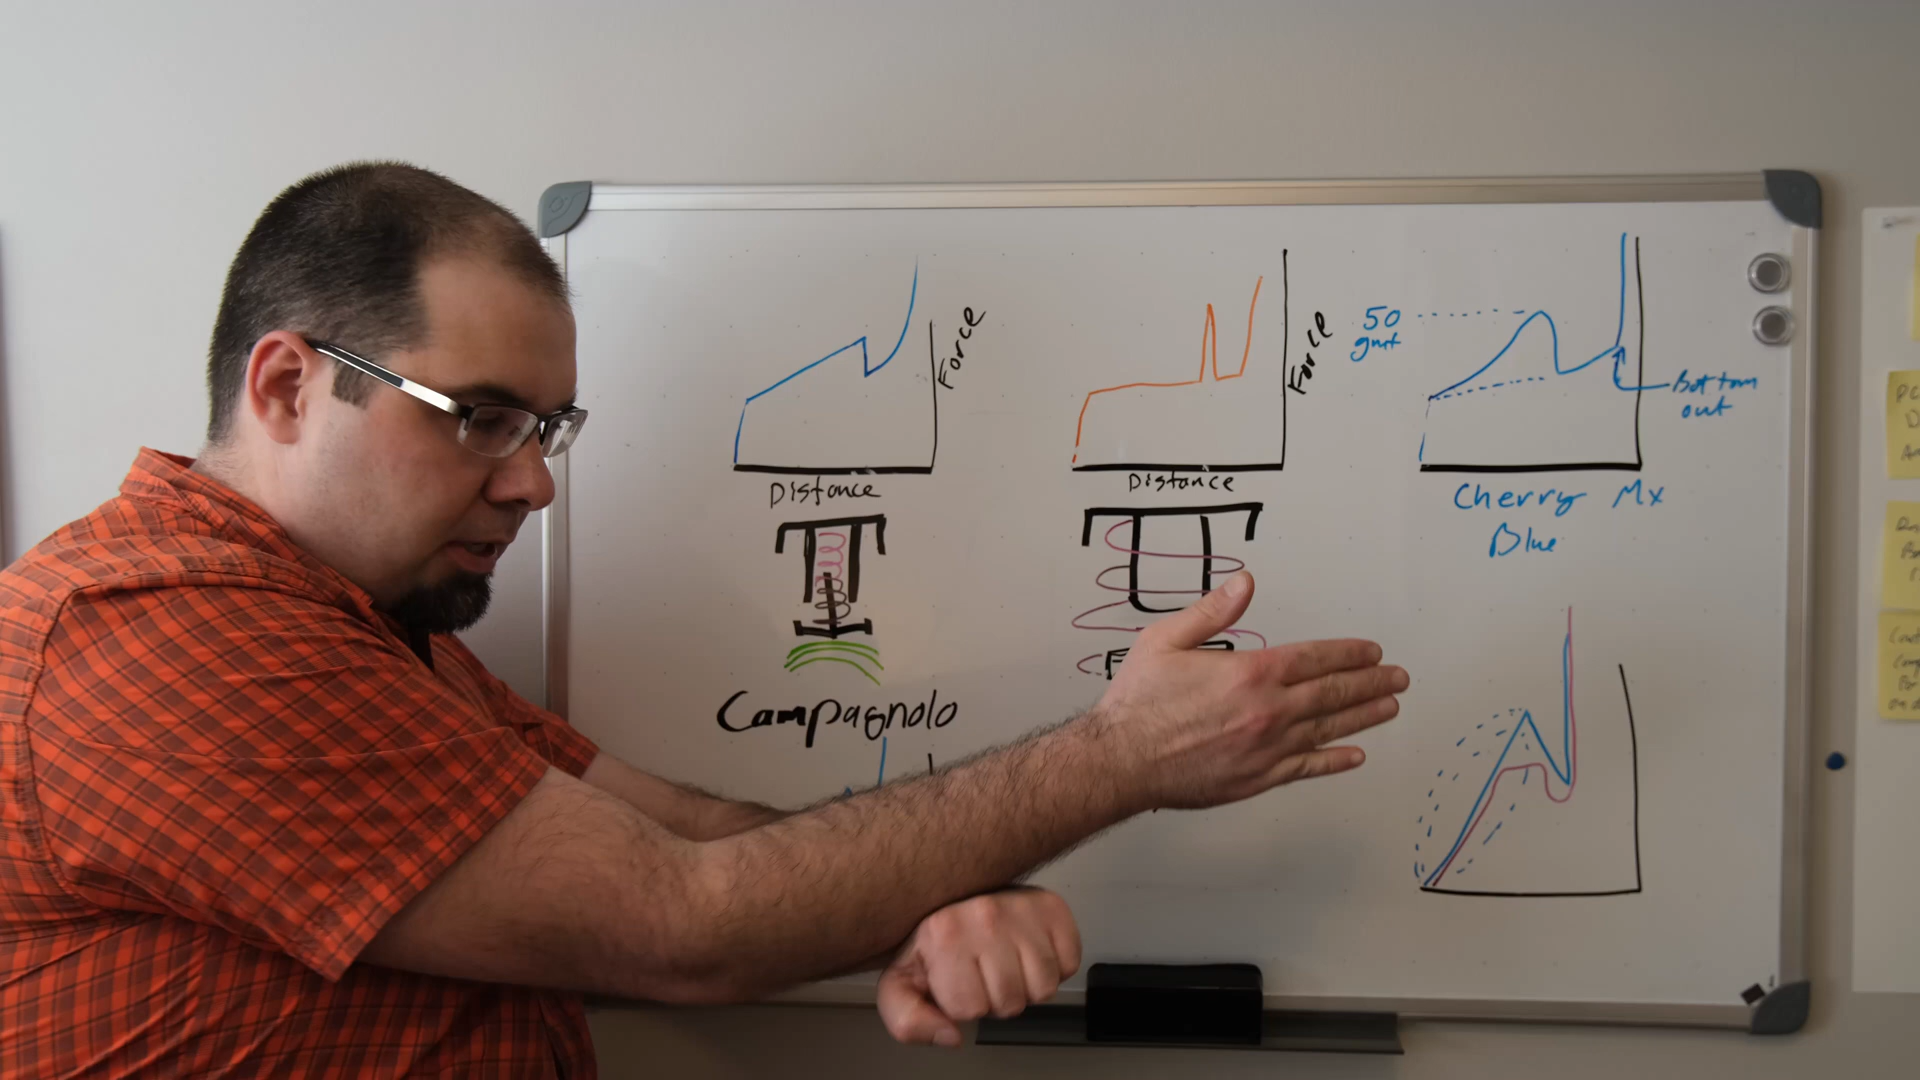 Force
Force
50
gmf
Bottom
out
Distance
Distance
Cherry Mx
Blue
Campagnolo